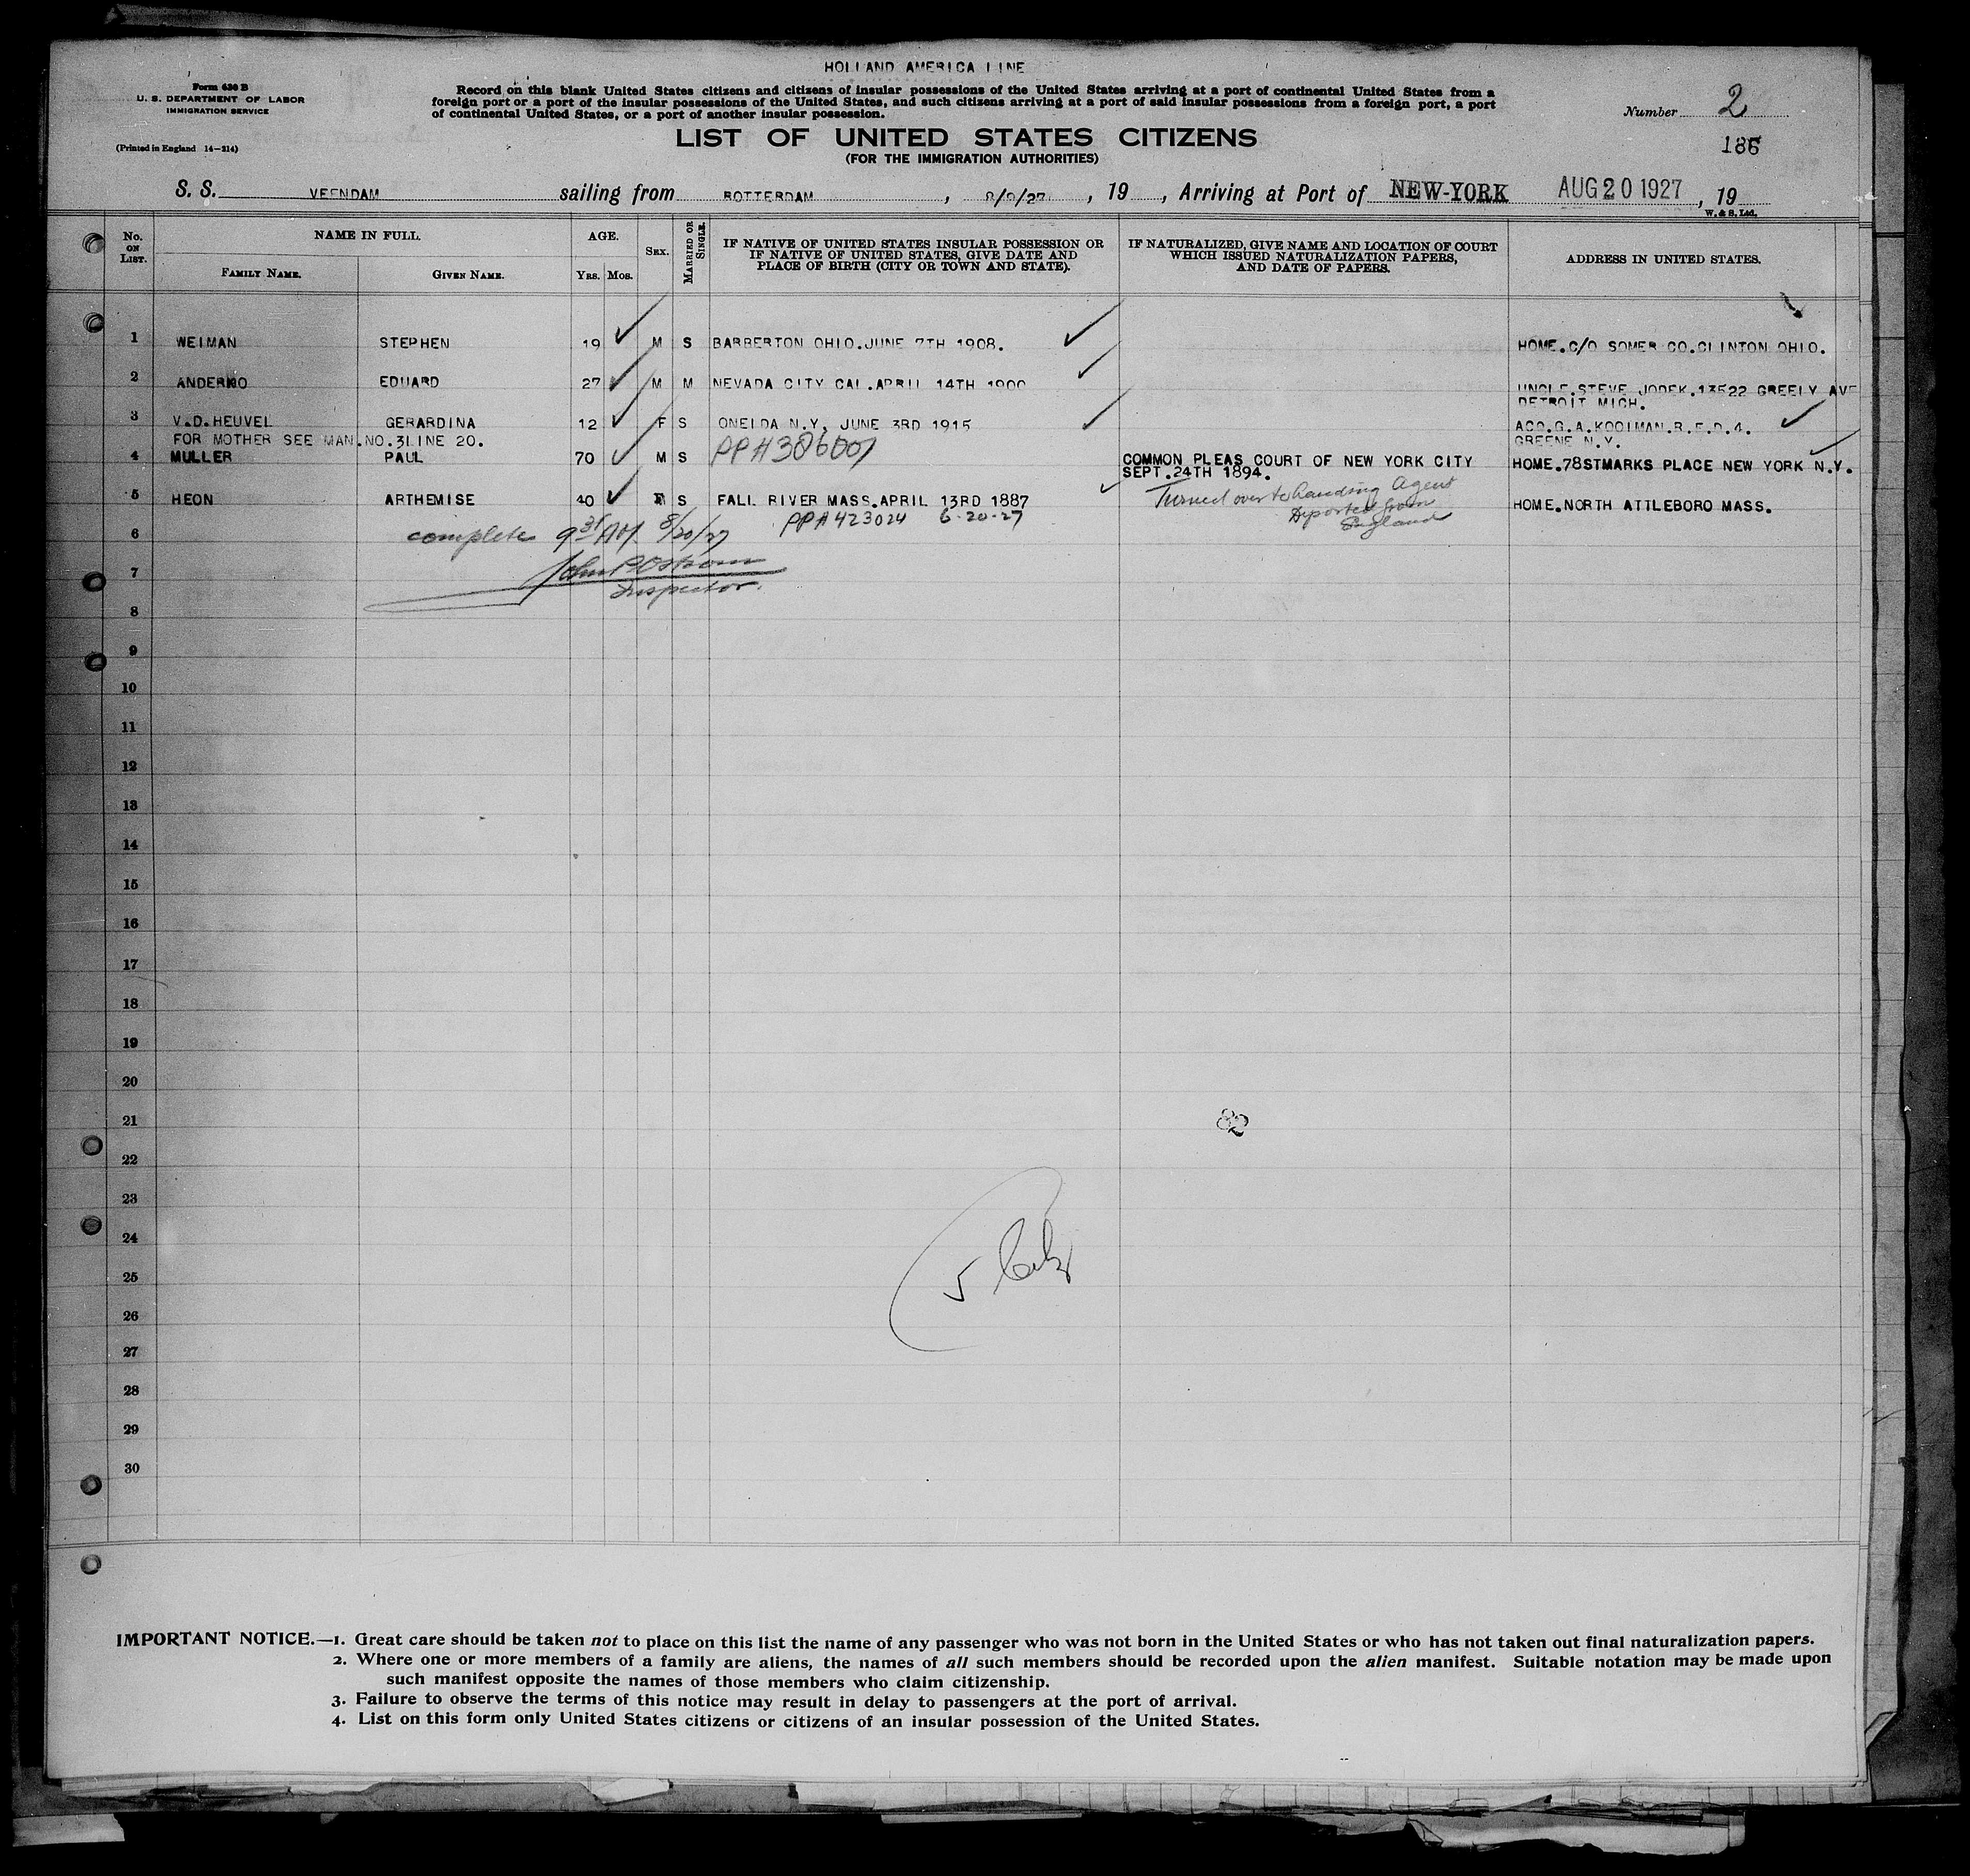 HOLLAND AMERICA LINE
Form 630 B
U. S. DEPARTMENT OF LABOR
IMMIGRATION SERVICE
(Printed in England 14—214)
Record on this blank United States citizens and citizens of insular possessions of the United States arriving at a port of continental United States from a
foreign port or a port of the insular possessions of the United States, and such citizens arriving at a port of said insular possessions from a foreign port, a port
of continental United States, or a port of another insular possession.
Number 2
186
LIST OF UNITED STATES CITIZENS
(FOR THE IMMIGRATION AUTHORITIES)
S. S. VEENDAM sailing from ROTTERDAM , 8/9/27 , 19 , Arriving at Port of NEW-YORK AUG 20 1927 , 19
W. & S. Ltd.
No. ON LIST. NAME IN FULL. AGE. SEX. MARRIED OR SINGLE. IF NATIVE OF UNITED STATES INSULAR POSSESSION OR IF NATIVE OF UNITED STATES, GIVE DATE AND PLACE OF BIRTH (CITY OR TOWN AND STATE). IF NATURALIZED, GIVE NAME AND LOCATION OF COURT WHICH ISSUED NATURALIZATION PAPERS, AND DATE OF PAPERS. ADDRESS IN UNITED STATES.
FAMILY NAME. GIVEN NAME. YRS. MOS.
1 WEIMAN STEPHEN 19 M S BARBERTON OHIO.JUNE 7TH 1908. HOME.C/O SOMER CO.CLINTON OHIO.
2 ANDERKO EDUARD 27 M M NEVADA CITY CAL.APRIL 14TH 1900 UNCLE.STEVE JODEK.13522 GREELY AVE
DETROIT MICH.
3 V.D.HEUVEL GERARDINA 12 F S ONEIDA N.Y. JUNE 3RD 1915 ACQ.G.A.KOOIMAN.R.F.D.4.
FOR MOTHER SEE MAN.NO.3LINE 20. GREENE N.Y.
4 MULLER PAUL 70 M S PP#386001 COMMON PLEAS COURT OF NEW YORK CITY HOME.78STMARKS PLACE NEW YORK N.Y.
SEPT.24TH 1894.
5 HEON ARTHEMISE 40 S FALL RIVER MASS.APRIL 13RD 1887 Turned over to Landing Agent HOME.NORTH ATTLEBORO MASS.
PP#423024 6-20-27 Deported from
England
6 complete 9 35 AM. 8/20/27
7 John P Ostrom
Inspector.
8
9
10
11
12
13
14
15
16
17
18
19
20
21
82
22
23
24
25
5
26
27
28
29
30
IMPORTANT NOTICE.—1. Great care should be taken not to place on this list the name of any passenger who was not born in the United States or who has not taken out final naturalization papers.
2. Where one or more members of a family are aliens, the names of all such members should be recorded upon the alien manifest. Suitable notation may be made upon
such manifest opposite the names of those members who claim citizenship.
3. Failure to observe the terms of this notice may result in delay to passengers at the port of arrival.
4. List on this form only United States citizens or citizens of an insular possession of the United States.